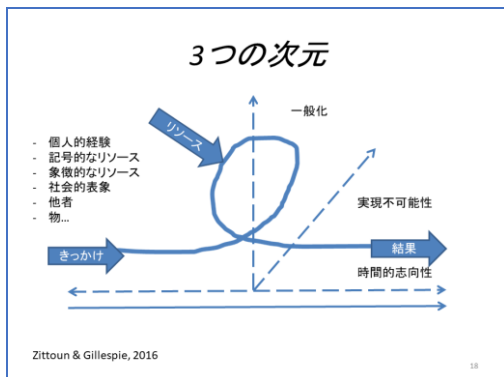 3つの次元
一般化
リソース
- 個人的経験
- 記号的なリソース
- 象徴的なリソース
- 社会的表象
- 他者
- 物...
実現不可能性
きっかけ
結果
時間的志向性
Zittoun & Gillespie, 2016
18